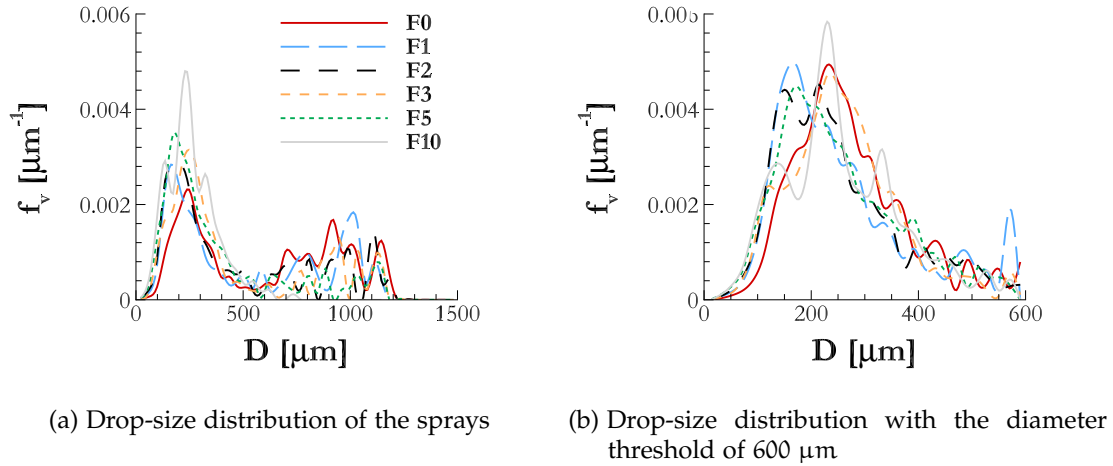 0.006
0.004
0.002
0
f_v [μm⁻¹]
0 500 1000 1500
D [μm]
F0
F1
F2
F3
F5
F10
(a) Drop-size distribution of the sprays
0.006
0.004
0.002
0
f_v [μm⁻¹]
0 200 400 600
D [μm]
(b) Drop-size distribution with the diameter
threshold of 600 μm